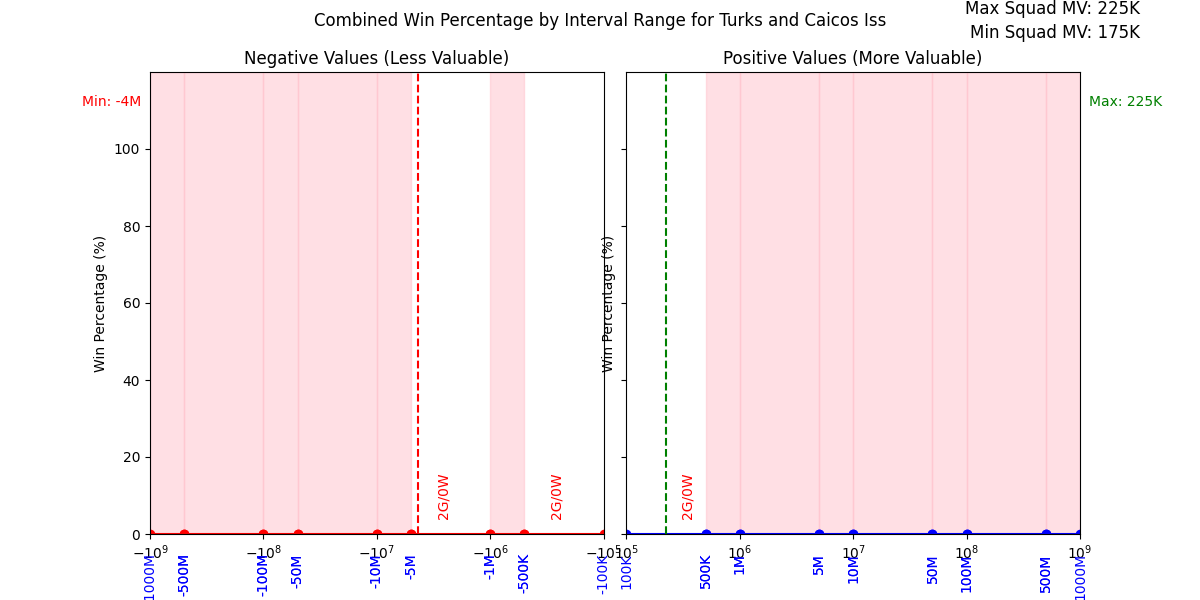 Combined Win Percentage by Interval Range for Turks and Caicos Iss
Max Squad MV: 225K
Min Squad MV: 175K
Negative Values (Less Valuable)
Positive Values (More Valuable)
Min: -4M
Max: 225K
Win Percentage (%)
100
80
60
40
20
0
2G/0W
2G/0W
Win Percentage (%)
2G/0W
−10⁹
−10⁸
−10⁷
−10⁶
−10⁵
10⁵
10⁶
10⁷
10⁸
10⁹
1000M
-500M
-100M
-50M
-10M
-5M
-1M
-500K
-100K
100K
500K
1M
5M
10M
50M
100M
500M
1000M